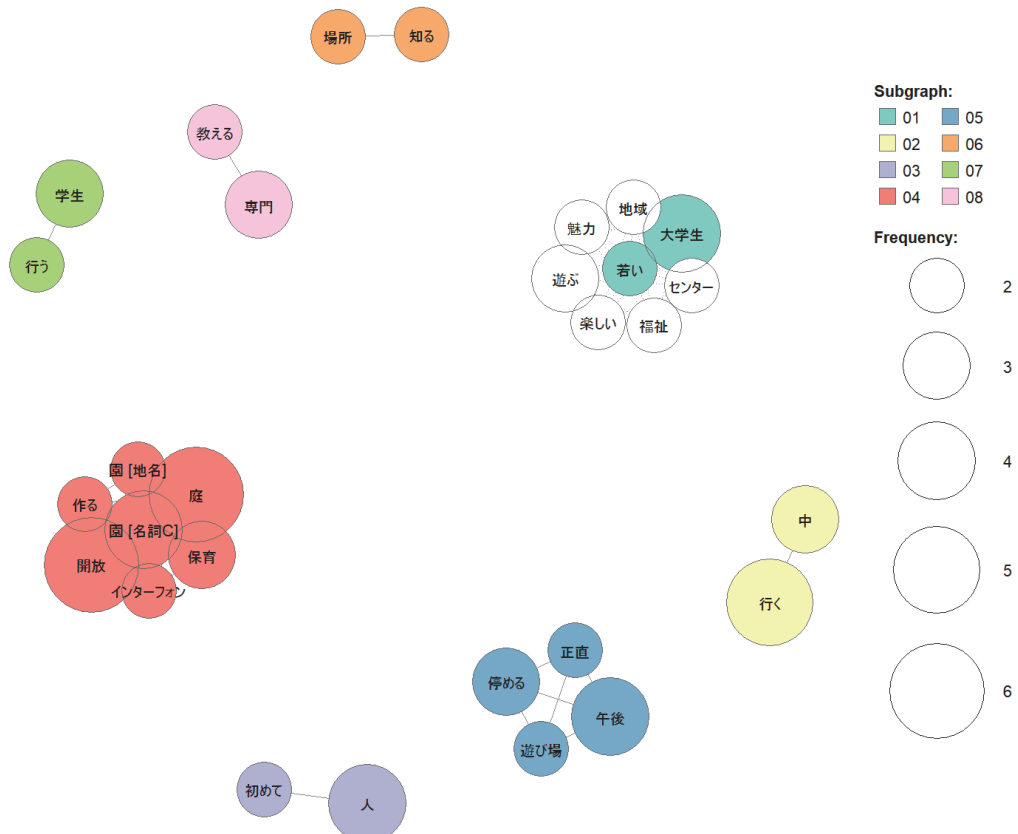 場所
知る
教える
専門
学生
行う
地域
魅力
大学生
若い
遊ぶ
センター
楽しい
福祉
園 [地名]
作る
庭
園 [名詞C]
保育
開放
インターフォン
中
行く
正直
停める
午後
遊び場
初めて
人
Subgraph:
01 05
02 06
03 07
04 08
Frequency:
2
3
4
5
6